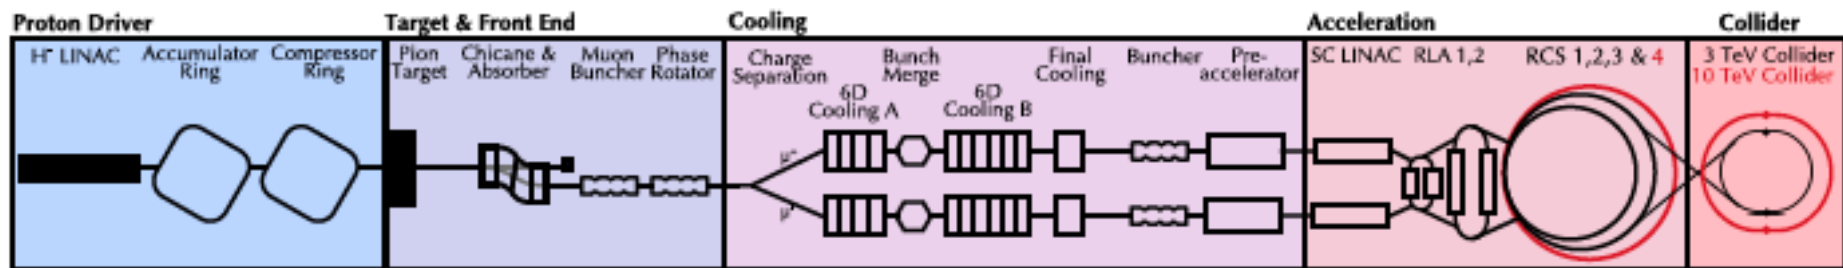 Proton Driver
H⁻ LINAC
Accumulator
Ring
Compressor
Ring
Target & Front End
Pion
Target
Chicane &
Absorber
Muon
Buncher
Phase
Rotator
Cooling
Charge
Separation
6D
Cooling A
Bunch
Merge
6D
Cooling B
Final
Cooling
Buncher
Pre-
accelerator
Acceleration
SC LINAC
RLA 1,2
RCS 1,2,3 & 4
Collider
3 TeV Collider
10 TeV Collider